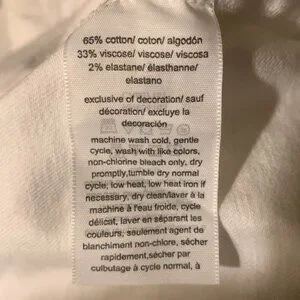 65% cotton/ coton/ algodón
33% viscose/ viscose/ viscosa
2% elastane/ élasthanne/
elastano
exclusive of decoration/ sauf
décoration/ excluye la
decoración
machine wash cold, gentle
cycle, wash with like colors,
non-chlorine bleach only, dry
promptly,tumble dry normal
cycle, low heat, low heat iron if
necessary, dry clean/laver à la
machine à l'eau froide, cycle
délicat, laver en séparant les
couleurs, seulement agent de
blanchiment non-chlore, sécher
rapidement,sécher par
culbutage à cycle normal, à